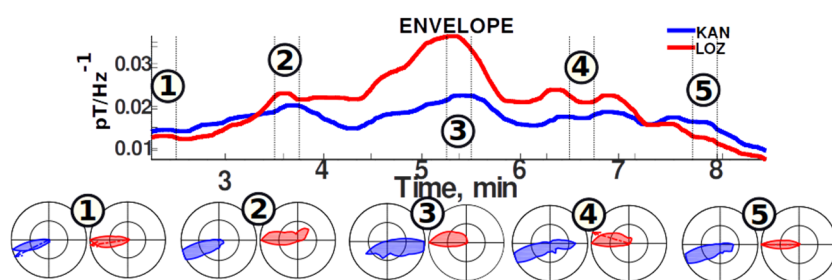 ENVELOPE
KAN
LOZ
pT/Hz-1
0.03
0.02
0.01
1
2
3
4
5
3 4 5 6 7 8
Time, min
1 2 3 4 5